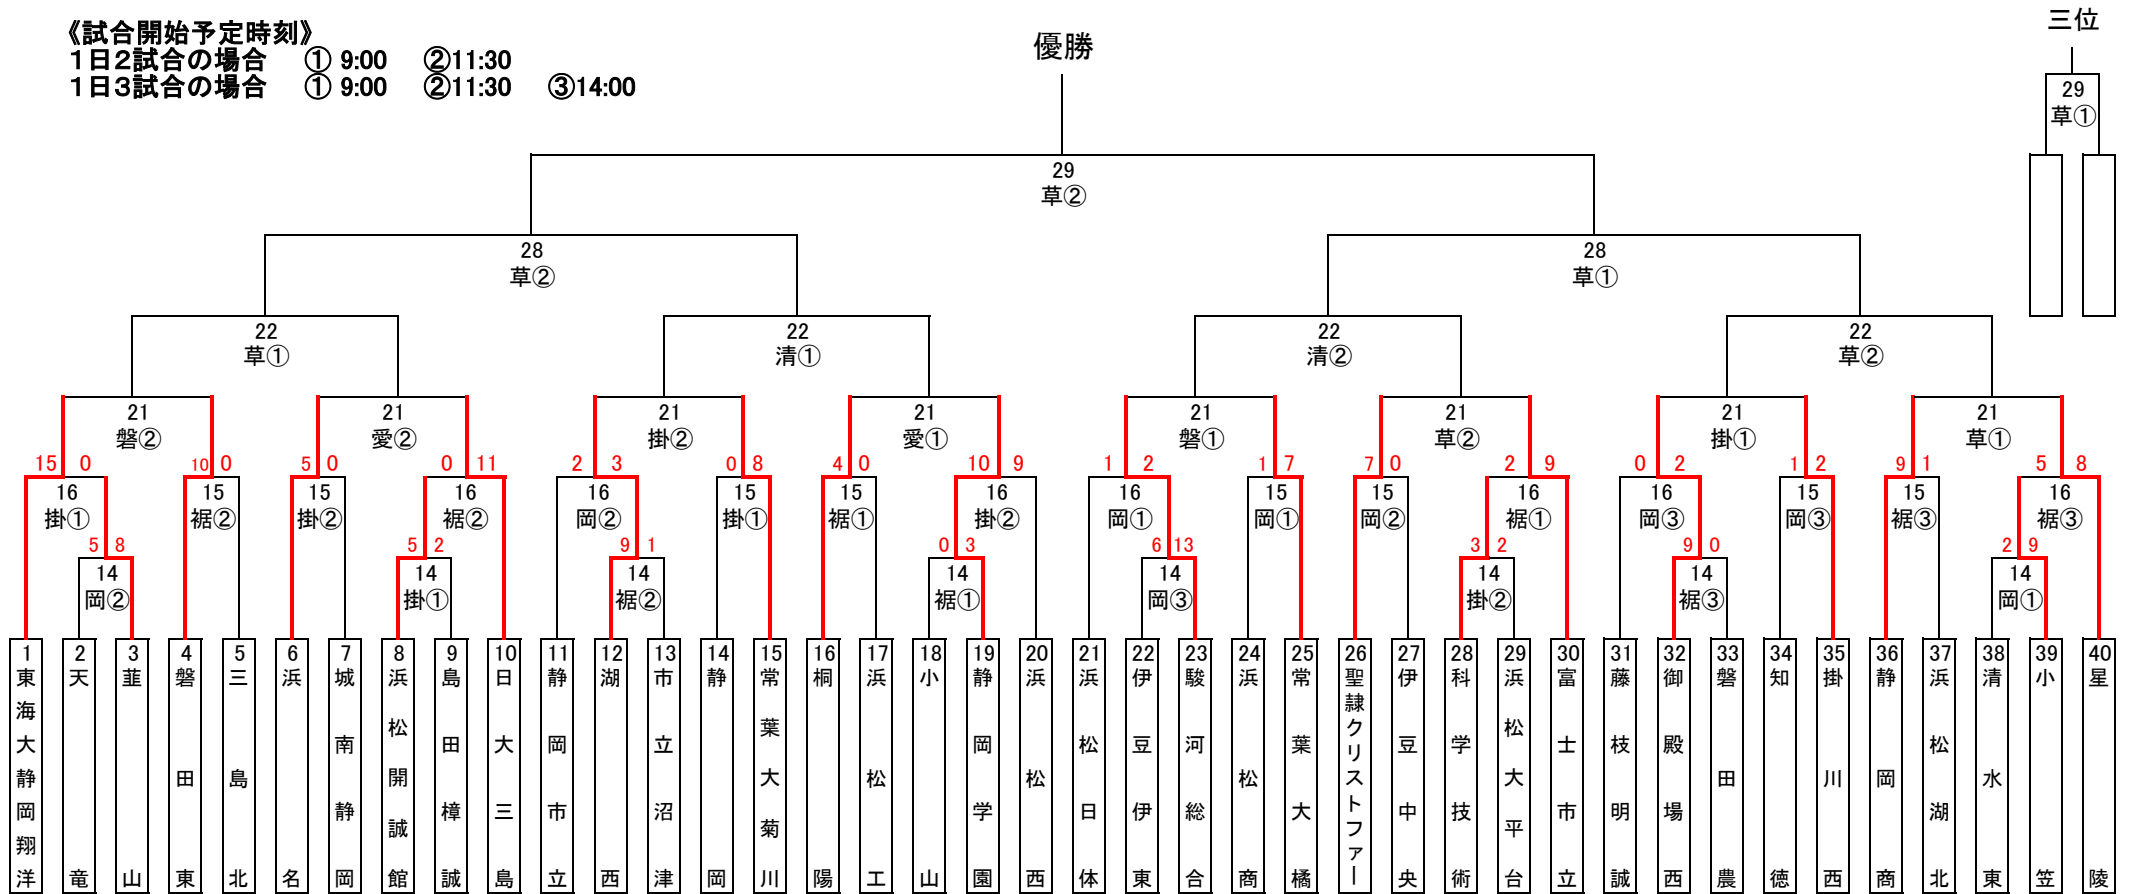 《試合開始予定時刻》
1日2試合の場合 ① 9:00 ②11:30
1日3試合の場合 ① 9:00 ②11:30 ③14:00
優勝
三位
29
草①
29
草②
28
草②
28
草①
22
草①
22
清①
22
清②
22
草②
21
磐②
21
愛②
21
掛②
21
愛①
21
磐①
21
草②
21
掛①
21
草①
15 0 10 0 5 0 0 11 2 3 0 8 4 0 10 9 1 2 1 7 7 0 2 9 0 2 1 2 9 1 5 8
16 15 15 16 16 15 15 16 16 15 15 16 16 15 15 16
掛① 裾② 掛② 裾② 岡② 掛① 裾① 掛② 岡① 岡① 岡② 裾① 岡③ 岡③ 裾③ 裾③
5 8 5 2 9 1 0 3 6 13 3 2 9 0 2 9
14 14 14 14 14 14 14 14
岡② 掛① 裾② 裾① 岡③ 掛② 裾③ 岡①
1 東海大静岡翔洋
2 天竜
3 韮山
4 磐田東
5 三島北
6 浜名
7 城南静岡
8 浜松開誠館
9 島田樟誠
10 日大三島
11 静岡市立
12 湖西
13 市立沼津
14 静岡
15 常葉大菊川
16 桐陽
17 浜松工
18 小山
19 静岡学園
20 浜松西
21 浜松日体
22 伊豆伊東
23 駿河総合
24 浜松商
25 常葉大橘
26 聖隷クリストファー
27 伊豆中央
28 科学技術
29 浜松大平台
30 富士市立
31 藤枝明誠
32 御殿場西
33 磐田農
34 知徳
35 掛川西
36 静岡商
37 浜松湖北
38 清水東
39 小笠
40 星陵